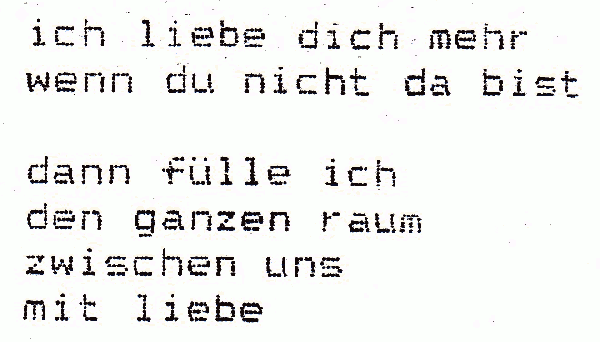 ich liebe dich mehr
wenn du nicht da bist

dann fülle ich
den ganzen raum
zwischen uns
mit liebe